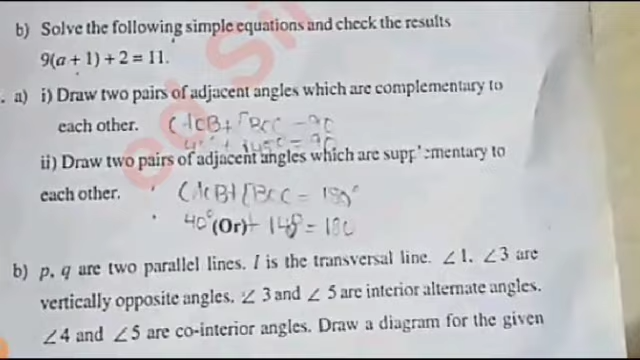 b) Solve the following simple equations and check the results
9(a + 1) + 2 = 11.
. a) i) Draw two pairs of adjacent angles which are complementary to
each other.
ii) Draw two pairs of adjacent angles which are supplementary to
each other.
40° (Or) + 140° = 180
b) p, q are two parallel lines. l is the transversal line. ∠1, ∠3 are
vertically opposite angles. ∠3 and ∠5 are interior alternate angles.
∠4 and ∠5 are co-interior angles. Draw a diagram for the given